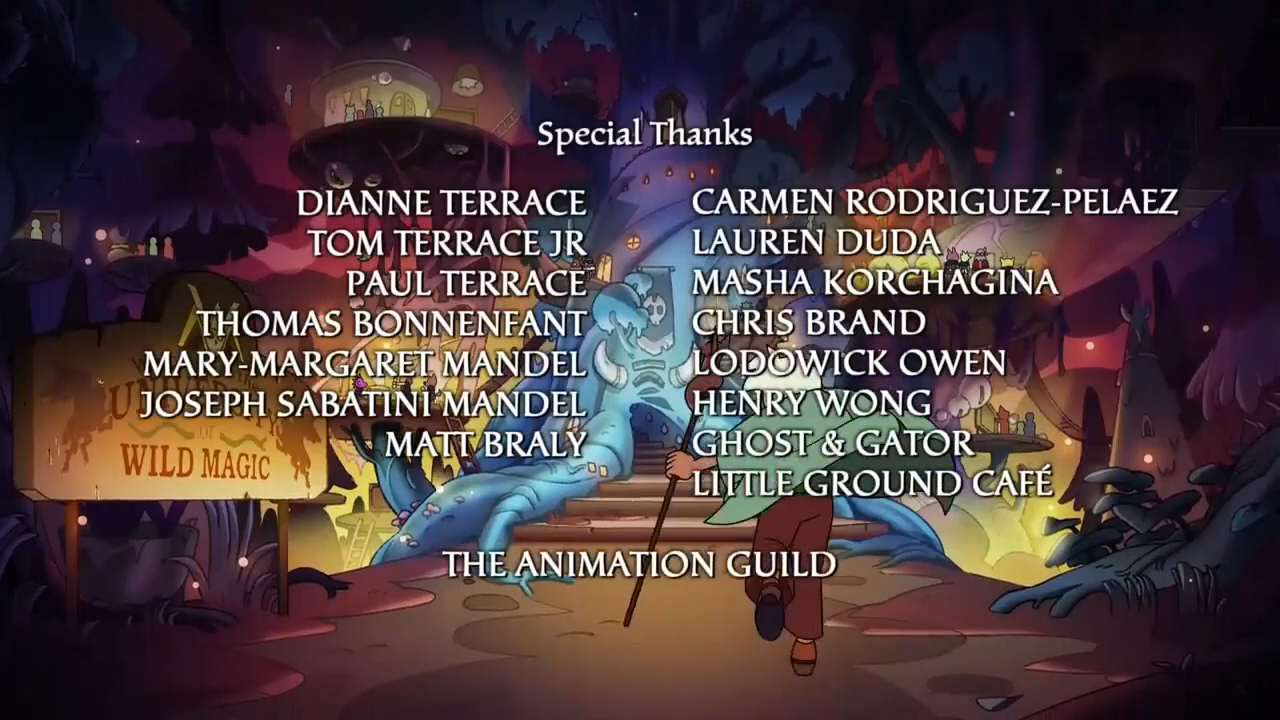 Special Thanks
DIANNE TERRACE
TOM TERRACE JR
PAUL TERRACE
THOMAS BONNENFANT
MARY-MARGARET MANDEL
JOSEPH SABATINI MANDEL
MATT BRALY
CARMEN RODRIGUEZ-PELAEZ
LAUREN DUDA
MASHA KORCHAGINA
CHRIS BRAND
LODOWICK OWEN
HENRY WONG
GHOST & GATOR
LITTLE GROUND CAFÉ
THE ANIMATION GUILD
UNIVERSITY
OF
WILD MAGIC